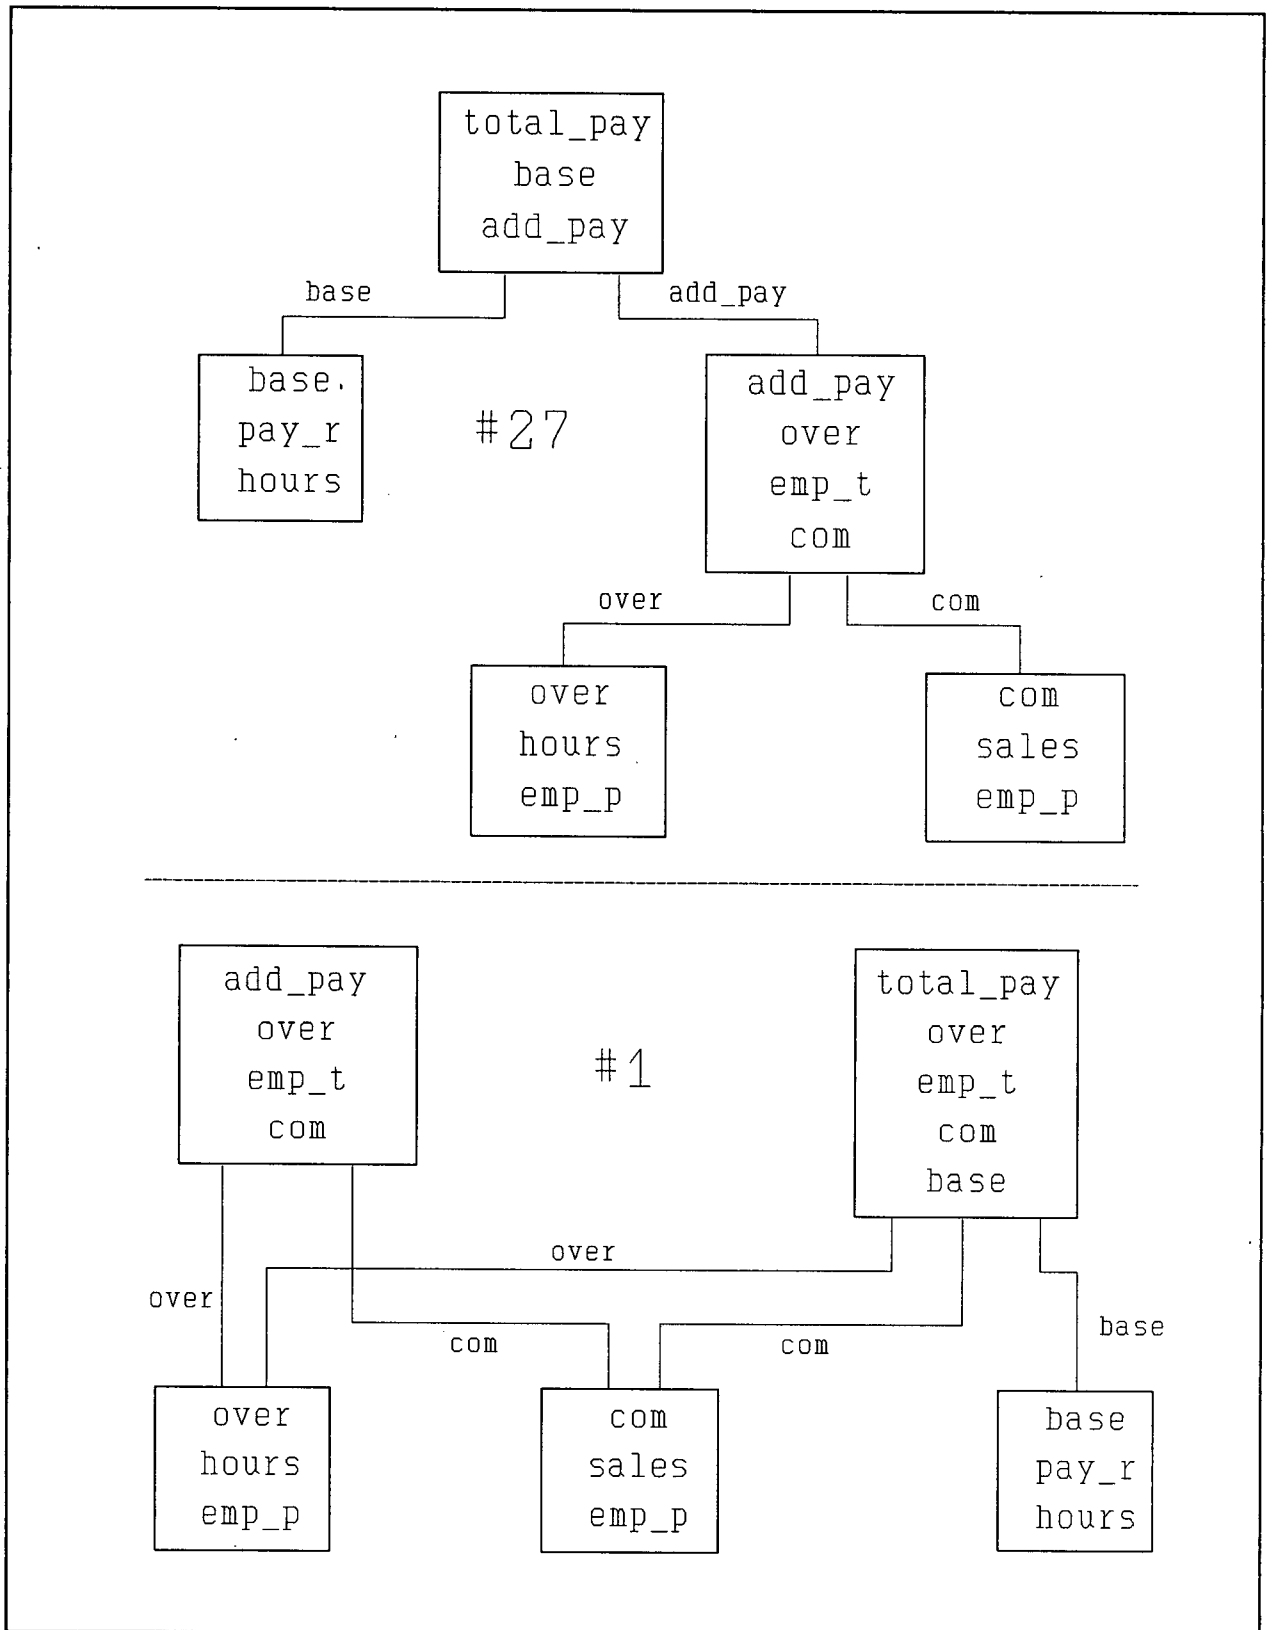 total_pay
base
add_pay
base
add_pay
base.
pay_r
hours
#27
add_pay
over
emp_t
com
over
com
over
hours
emp_p
com
sales
emp_p
add_pay
over
emp_t
com
#1
total_pay
over
emp_t
com
base
over
over
com
com
base
over
hours
emp_p
com
sales
emp_p
base
pay_r
hours